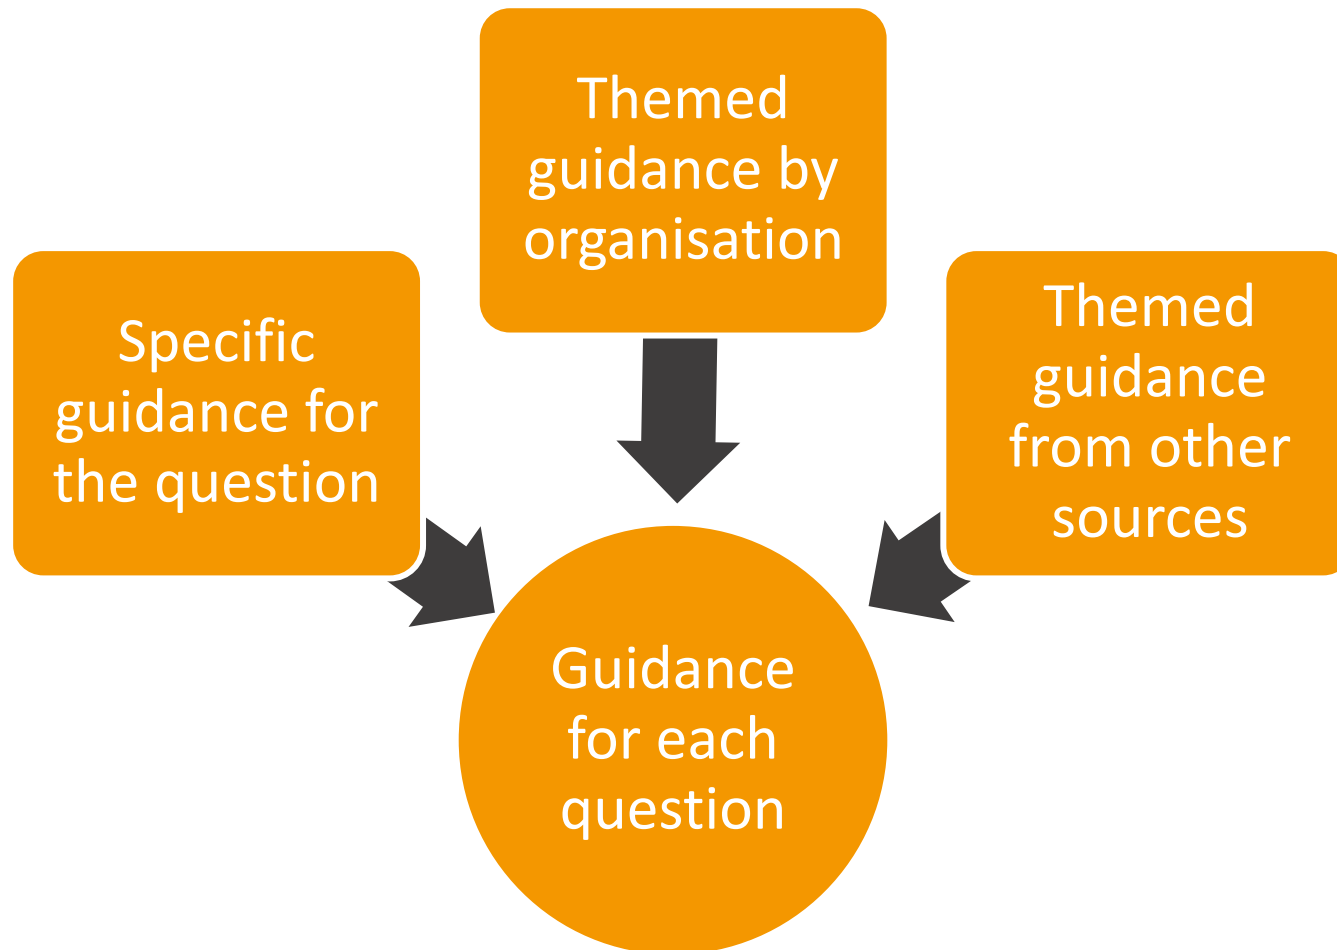 Themed
guidance by
organisation
Specific
guidance for
the question
Themed
guidance
from other
sources
Guidance
for each
question